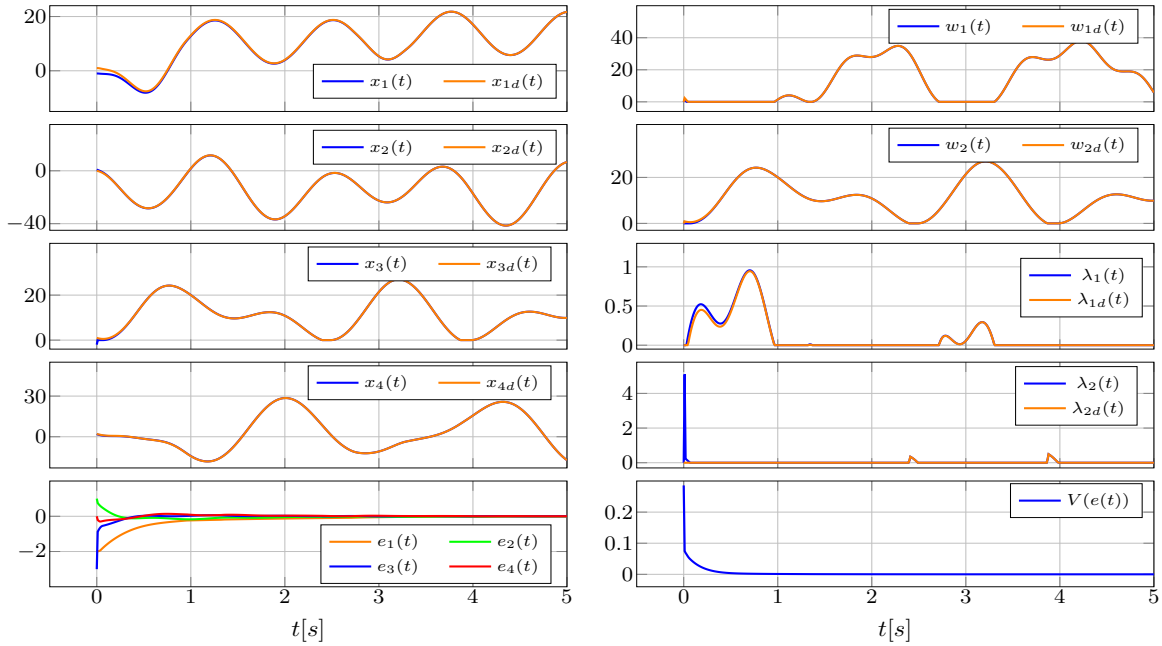 20
0
x₁(t) x₁d(t)
0
−40
x₂(t) x₂d(t)
20
0
x₃(t) x₃d(t)
30
0
x₄(t) x₄d(t)
0
−2
e₁(t) e₂(t)
e₃(t) e₄(t)
0 1 2 3 4 5
t[s]
40
20
0
w₁(t) w₁d(t)
20
0
w₂(t) w₂d(t)
1
0.5
0
λ₁(t)
λ₁d(t)
4
2
0
λ₂(t)
λ₂d(t)
0.2
0.1
0
V(e(t))
0 1 2 3 4 5
t[s]